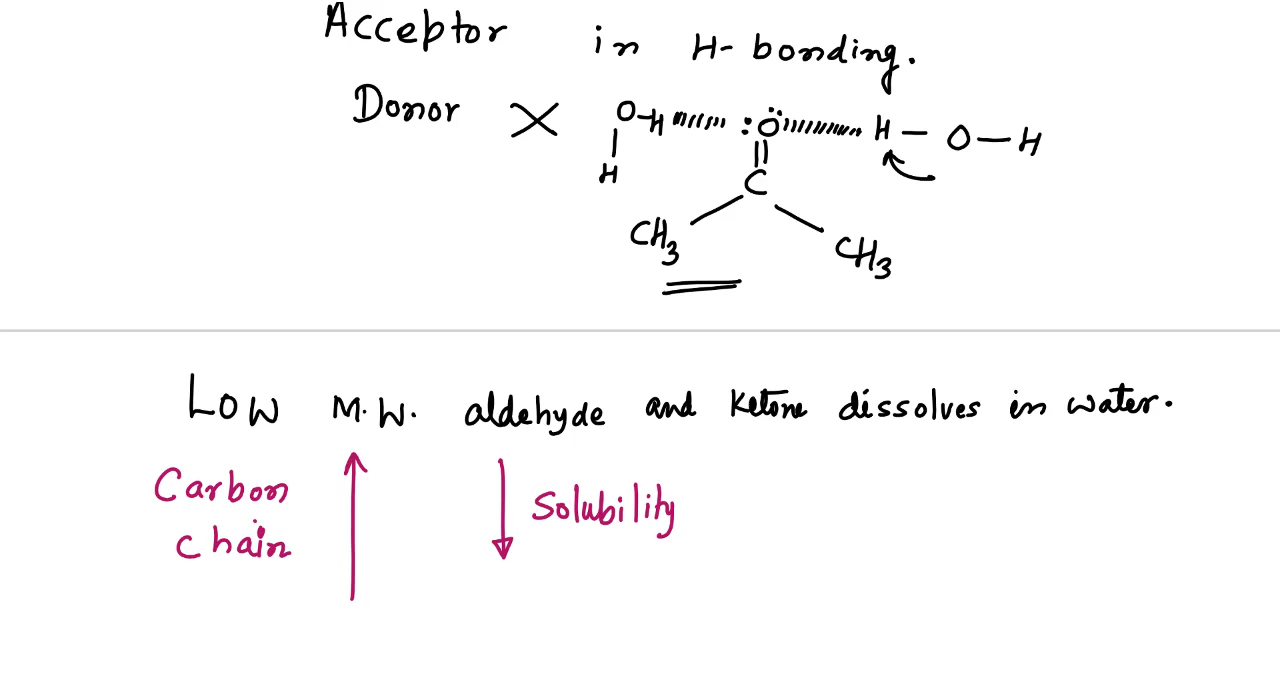 Acceptor in H- bonding.
Donor X O-H :Ö H-O-H
H
C
CH3 CH3
Low M.W. aldehyde and Ketone dissolves in water.
Carbon
chain
Solubility